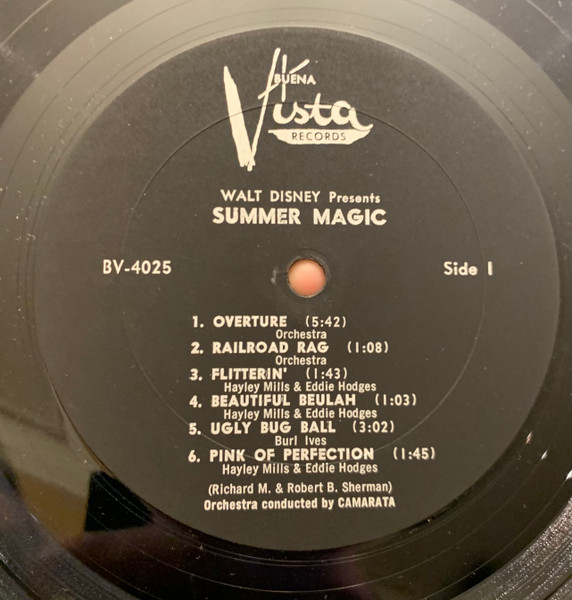 BUENA
Vista
RECORDS
WALT DISNEY Presents
SUMMER MAGIC
BV-4025 Side 1
1. OVERTURE (5:42)
Orchestra
2. RAILROAD RAG (1:08)
Orchestra
3. FLITTERIN' (1:43)
Hayley Mills & Eddie Hodges
4. BEAUTIFUL BEULAH (1:03)
Hayley Mills & Eddie Hodges
5. UGLY BUG BALL (3:02)
Burl Ives
6. PINK OF PERFECTION (1:45)
Hayley Mills & Eddie Hodges
(Richard M. & Robert B. Sherman)
Orchestra conducted by CAMARATA